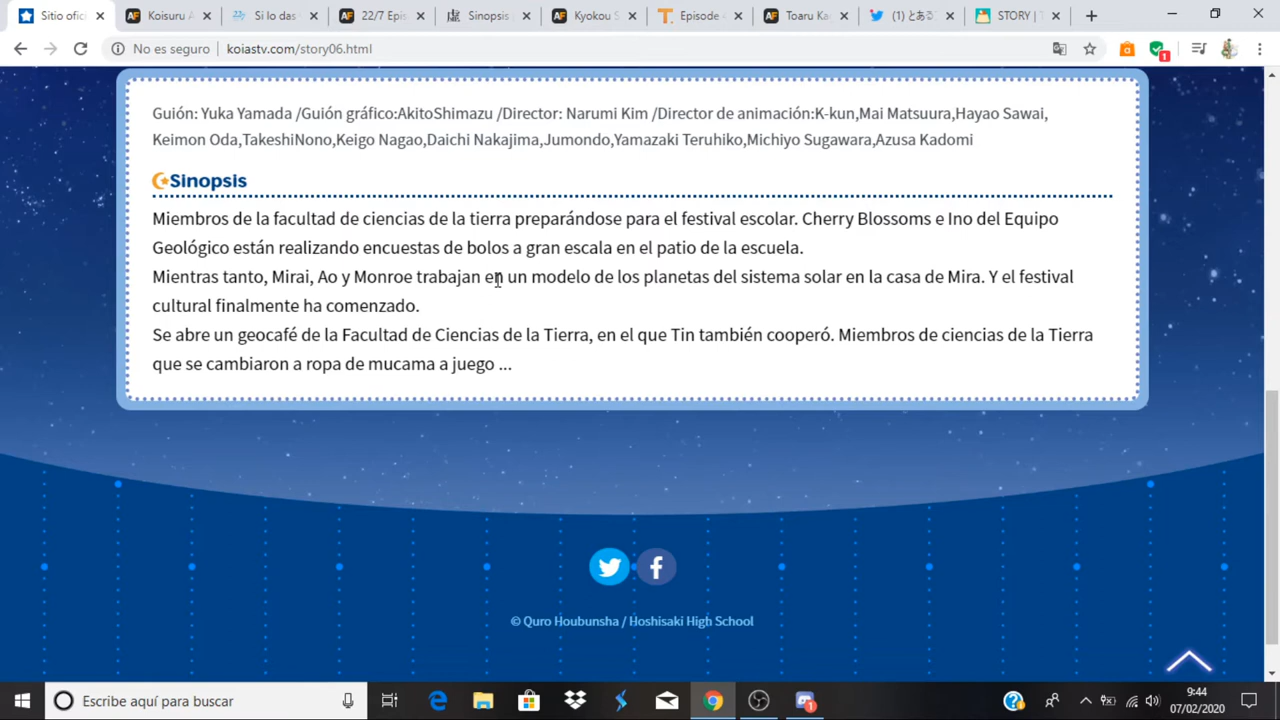 Sitio ofic
Koisuru A
Si lo das
22/7 Epis
Sinopsis
Kyokou S
Episode
Toaru Ka
(1) とある
STORY | T
No es seguro
koiastv.com/story06.html
1
Guión: Yuka Yamada /Guión gráfico:AkitoShimazu /Director: Narumi Kim /Director de animación:K-kun,Mai Matsuura,Hayao Sawai,
Keimon Oda,TakeshiNono,Keigo Nagao,Daichi Nakajima,Jumondo,Yamazaki Teruhiko,Michiyo Sugawara,Azusa Kadomi
Sinopsis
Miembros de la facultad de ciencias de la tierra preparándose para el festival escolar. Cherry Blossoms e Ino del Equipo
Geológico están realizando encuestas de bolos a gran escala en el patio de la escuela.
Mientras tanto, Mirai, Ao y Monroe trabajan en un modelo de los planetas del sistema solar en la casa de Mira. Y el festival
cultural finalmente ha comenzado.
Se abre un geocafé de la Facultad de Ciencias de la Tierra, en el que Tin también cooperó. Miembros de ciencias de la Tierra
que se cambiaron a ropa de mucama a juego ...
© Quro Houbunsha / Hoshisaki High School
Escribe aquí para buscar
9:44
07/02/2020